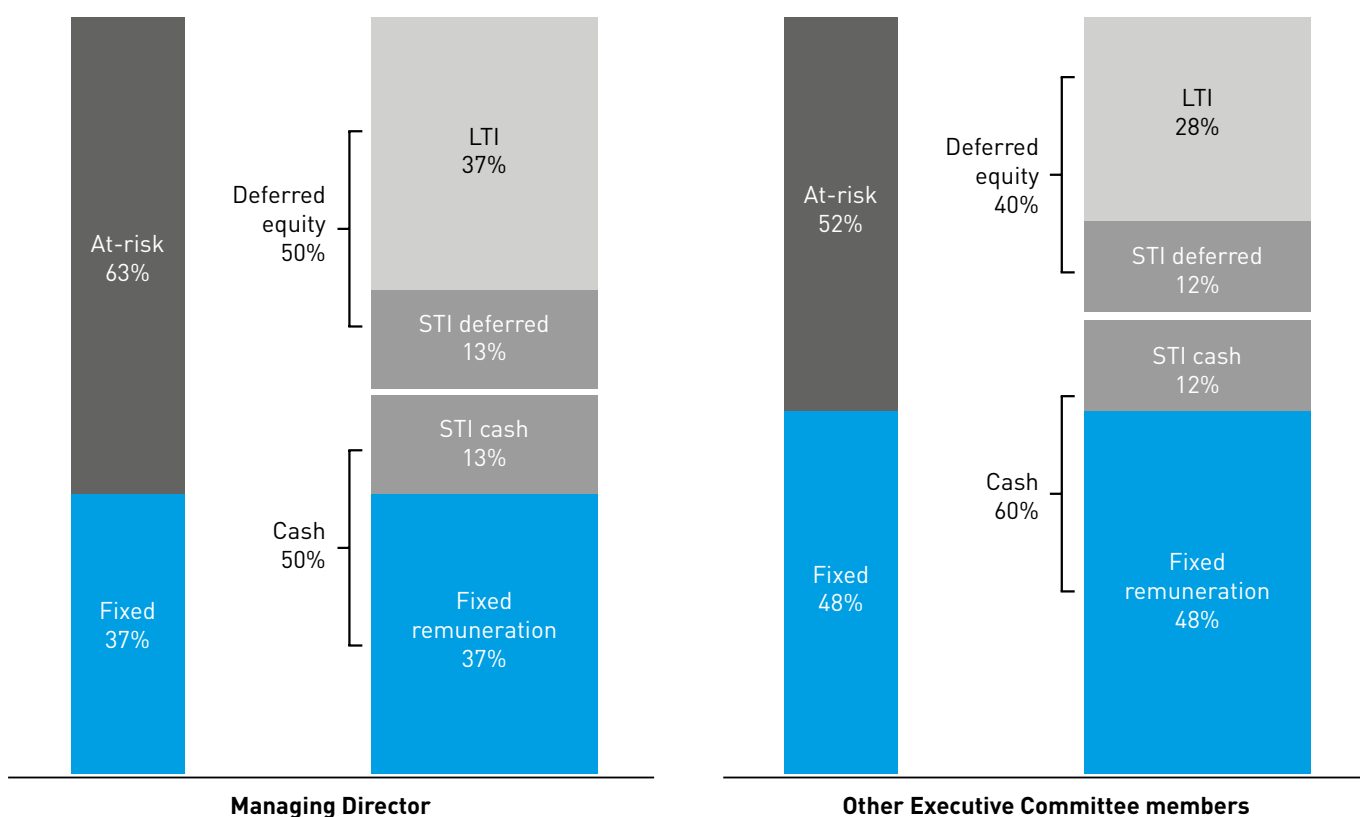 At-risk
63%
Fixed
37%
Deferred
equity
50%
Cash
50%
LTI
37%
STI deferred
13%
STI cash
13%
Fixed
remuneration
37%
Managing Director
At-risk
52%
Fixed
48%
Deferred
equity
40%
Cash
60%
LTI
28%
STI deferred
12%
STI cash
12%
Fixed
remuneration
48%
Other Executive Committee members